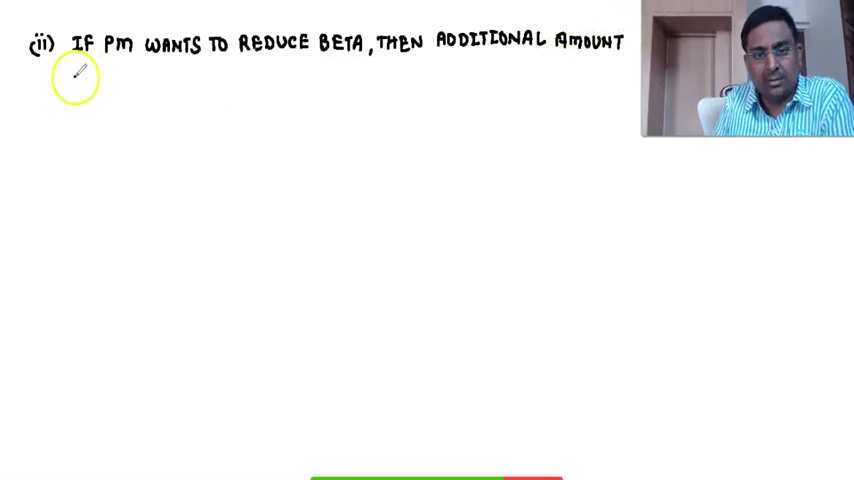 (ii) IF PM WANTS TO REDUCE BETA, THEN ADDITIONAL AMOUNT